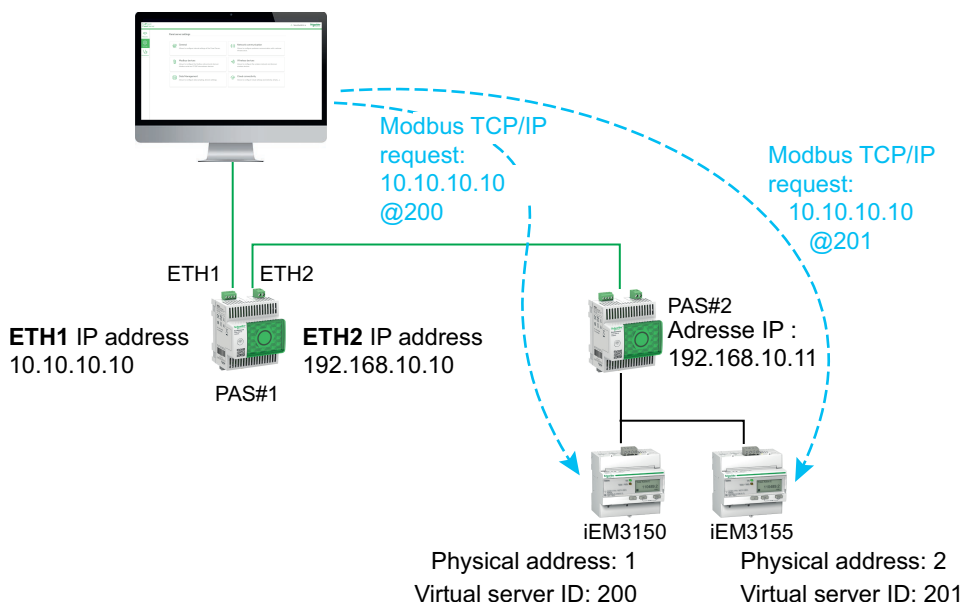 Modbus TCP/IP
request:
10.10.10.10
@200
Modbus TCP/IP
request:
10.10.10.10
@201
ETH1
ETH2
ETH1 IP address
10.10.10.10
ETH2 IP address
192.168.10.10
PAS#1
PAS#2
Adresse IP :
192.168.10.11
iEM3150
iEM3155
Physical address: 1
Virtual server ID: 200
Physical address: 2
Virtual server ID: 201